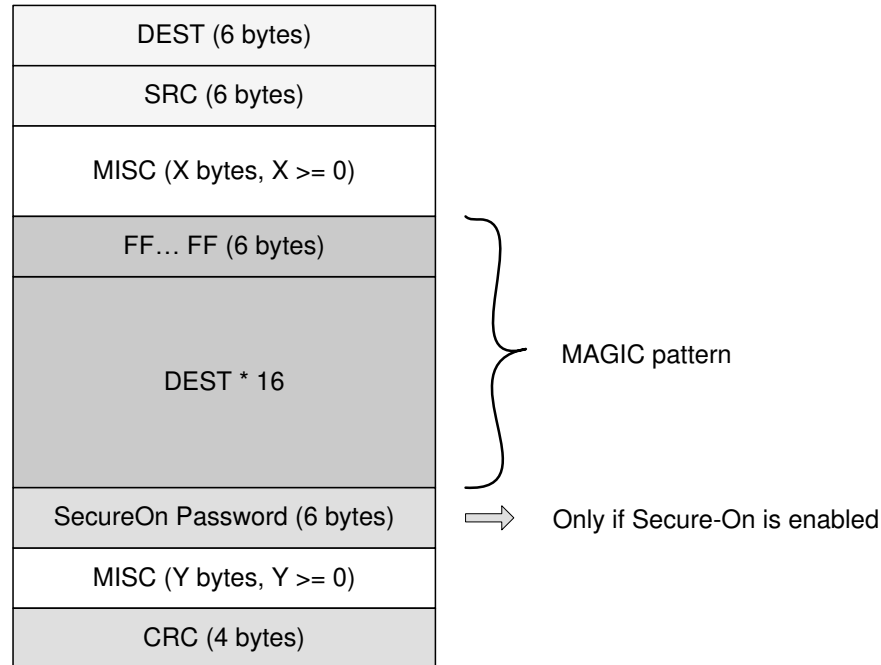 DEST (6 bytes)
SRC (6 bytes)
MISC (X bytes, X >= 0)
FF… FF (6 bytes)
DEST * 16
MAGIC pattern
SecureOn Password (6 bytes)
Only if Secure-On is enabled
MISC (Y bytes, Y >= 0)
CRC (4 bytes)